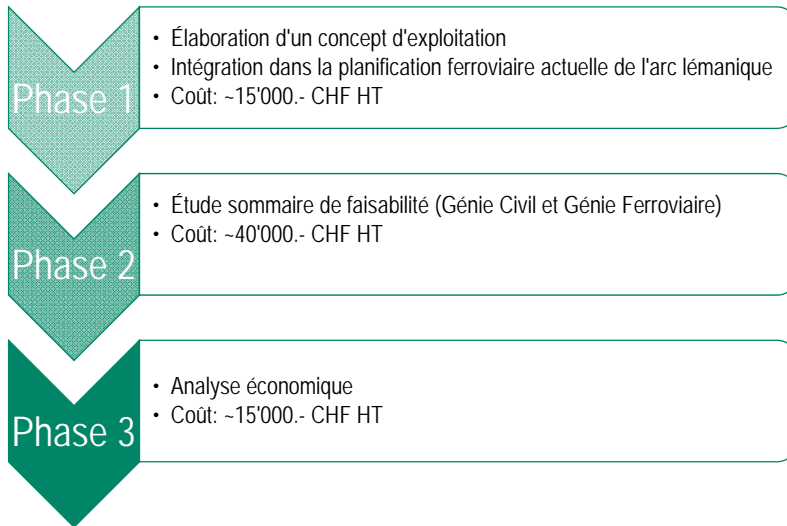 Phase 1
• Élaboration d'un concept d'exploitation
• Intégration dans la planification ferroviaire actuelle de l'arc lémanique
• Coût: ~15'000.- CHF HT
Phase 2
• Étude sommaire de faisabilité (Génie Civil et Génie Ferroviaire)
• Coût: ~40'000.- CHF HT
Phase 3
• Analyse économique
• Coût: ~15'000.- CHF HT